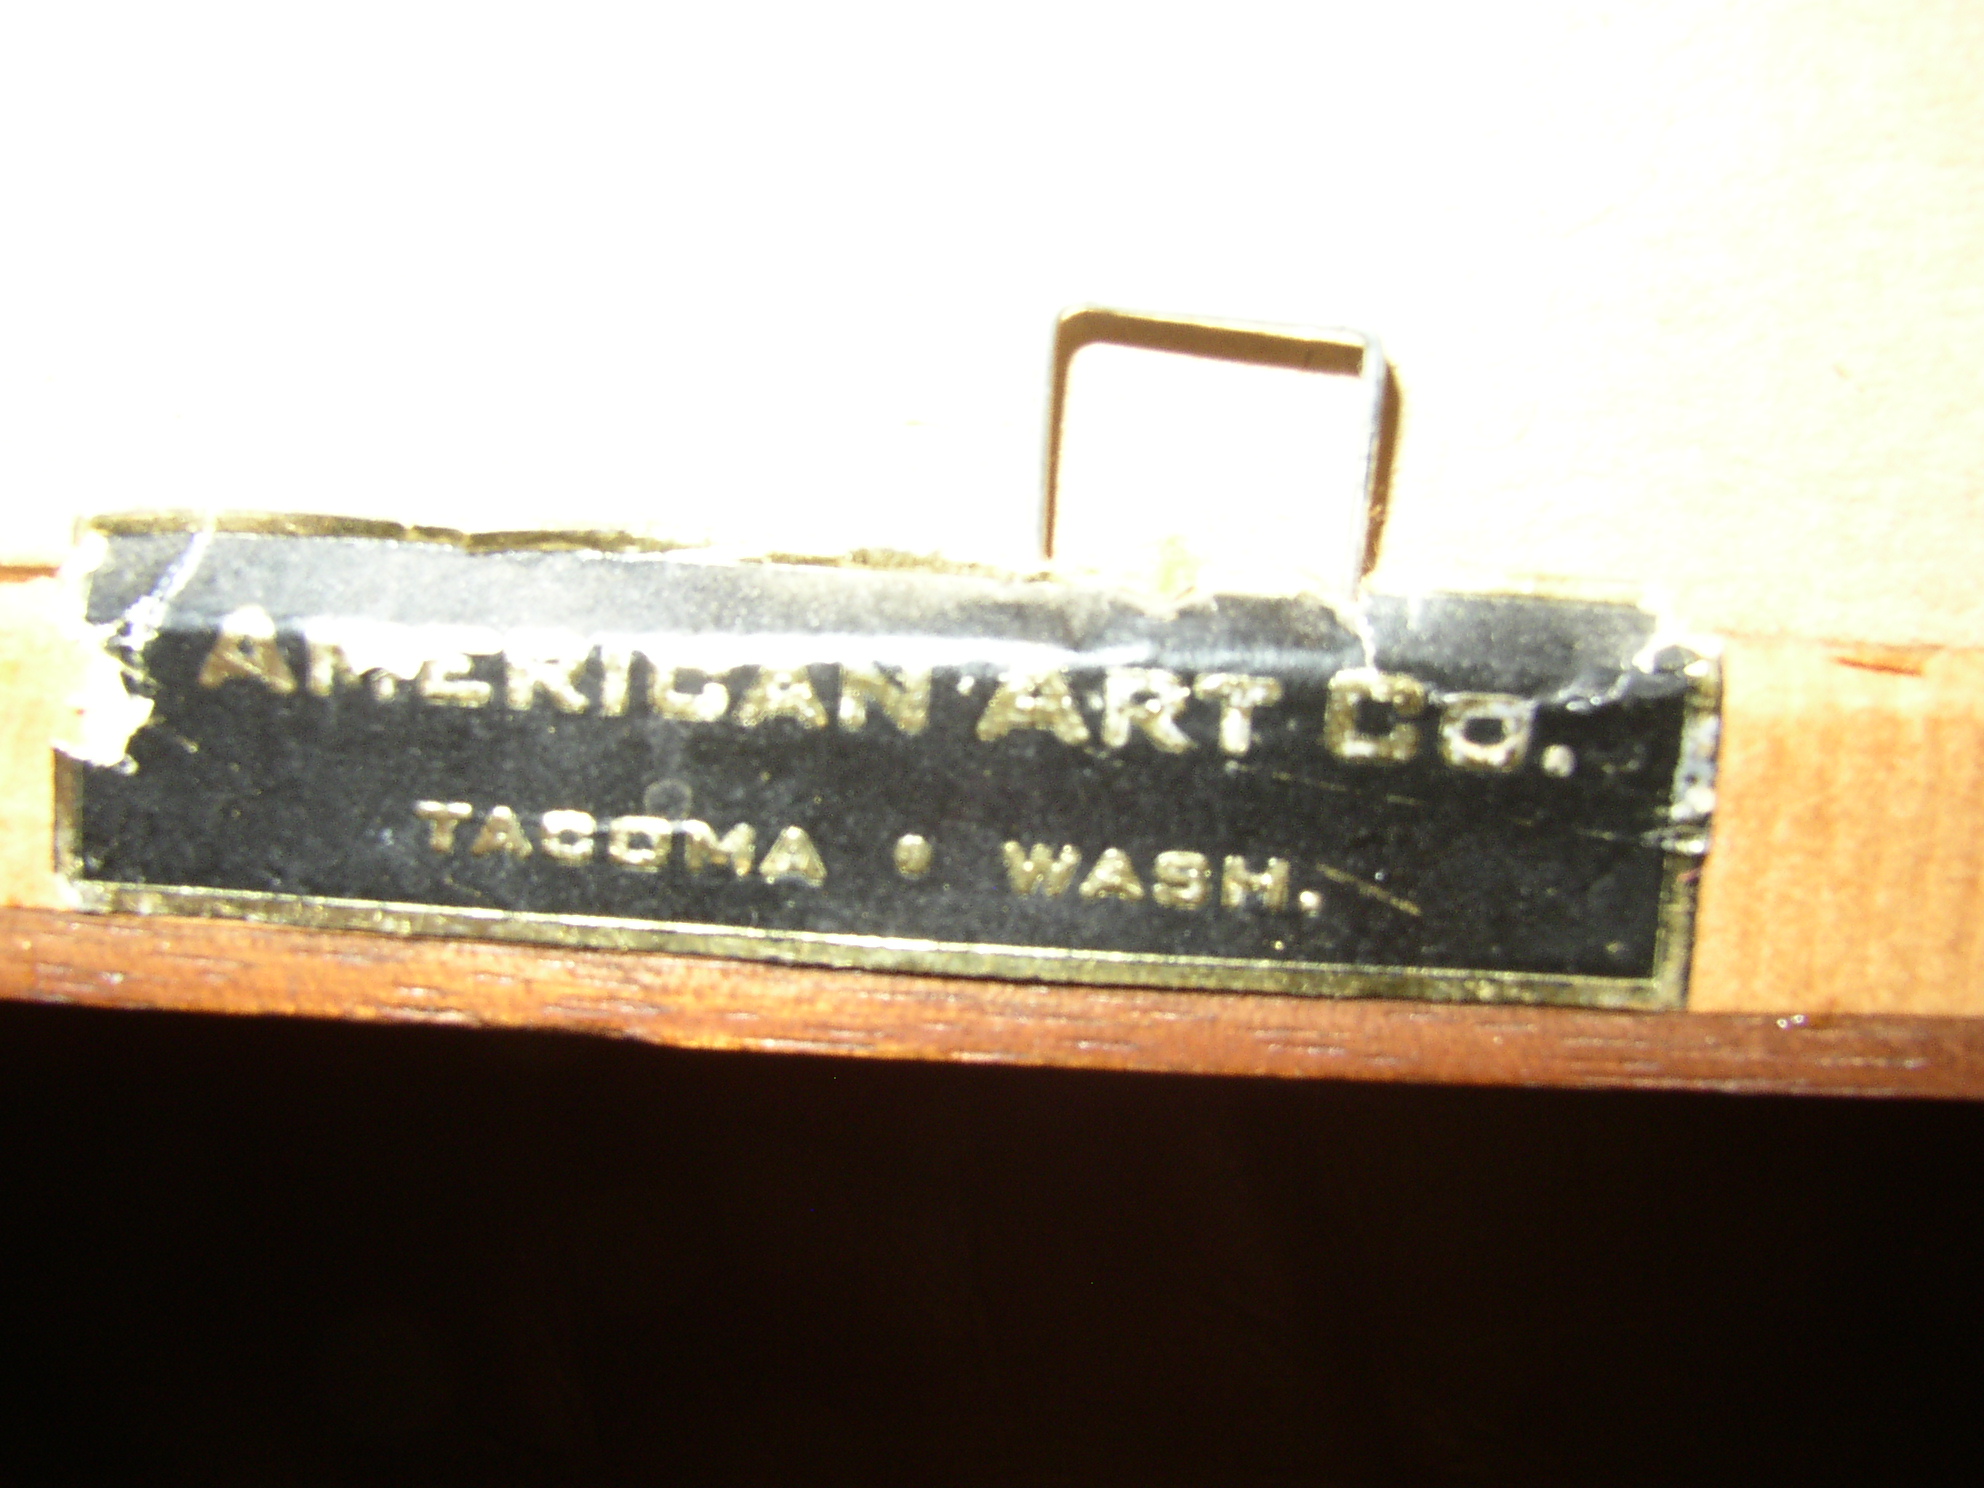 AMERICAN ART CO.
TACOMA • WASH.